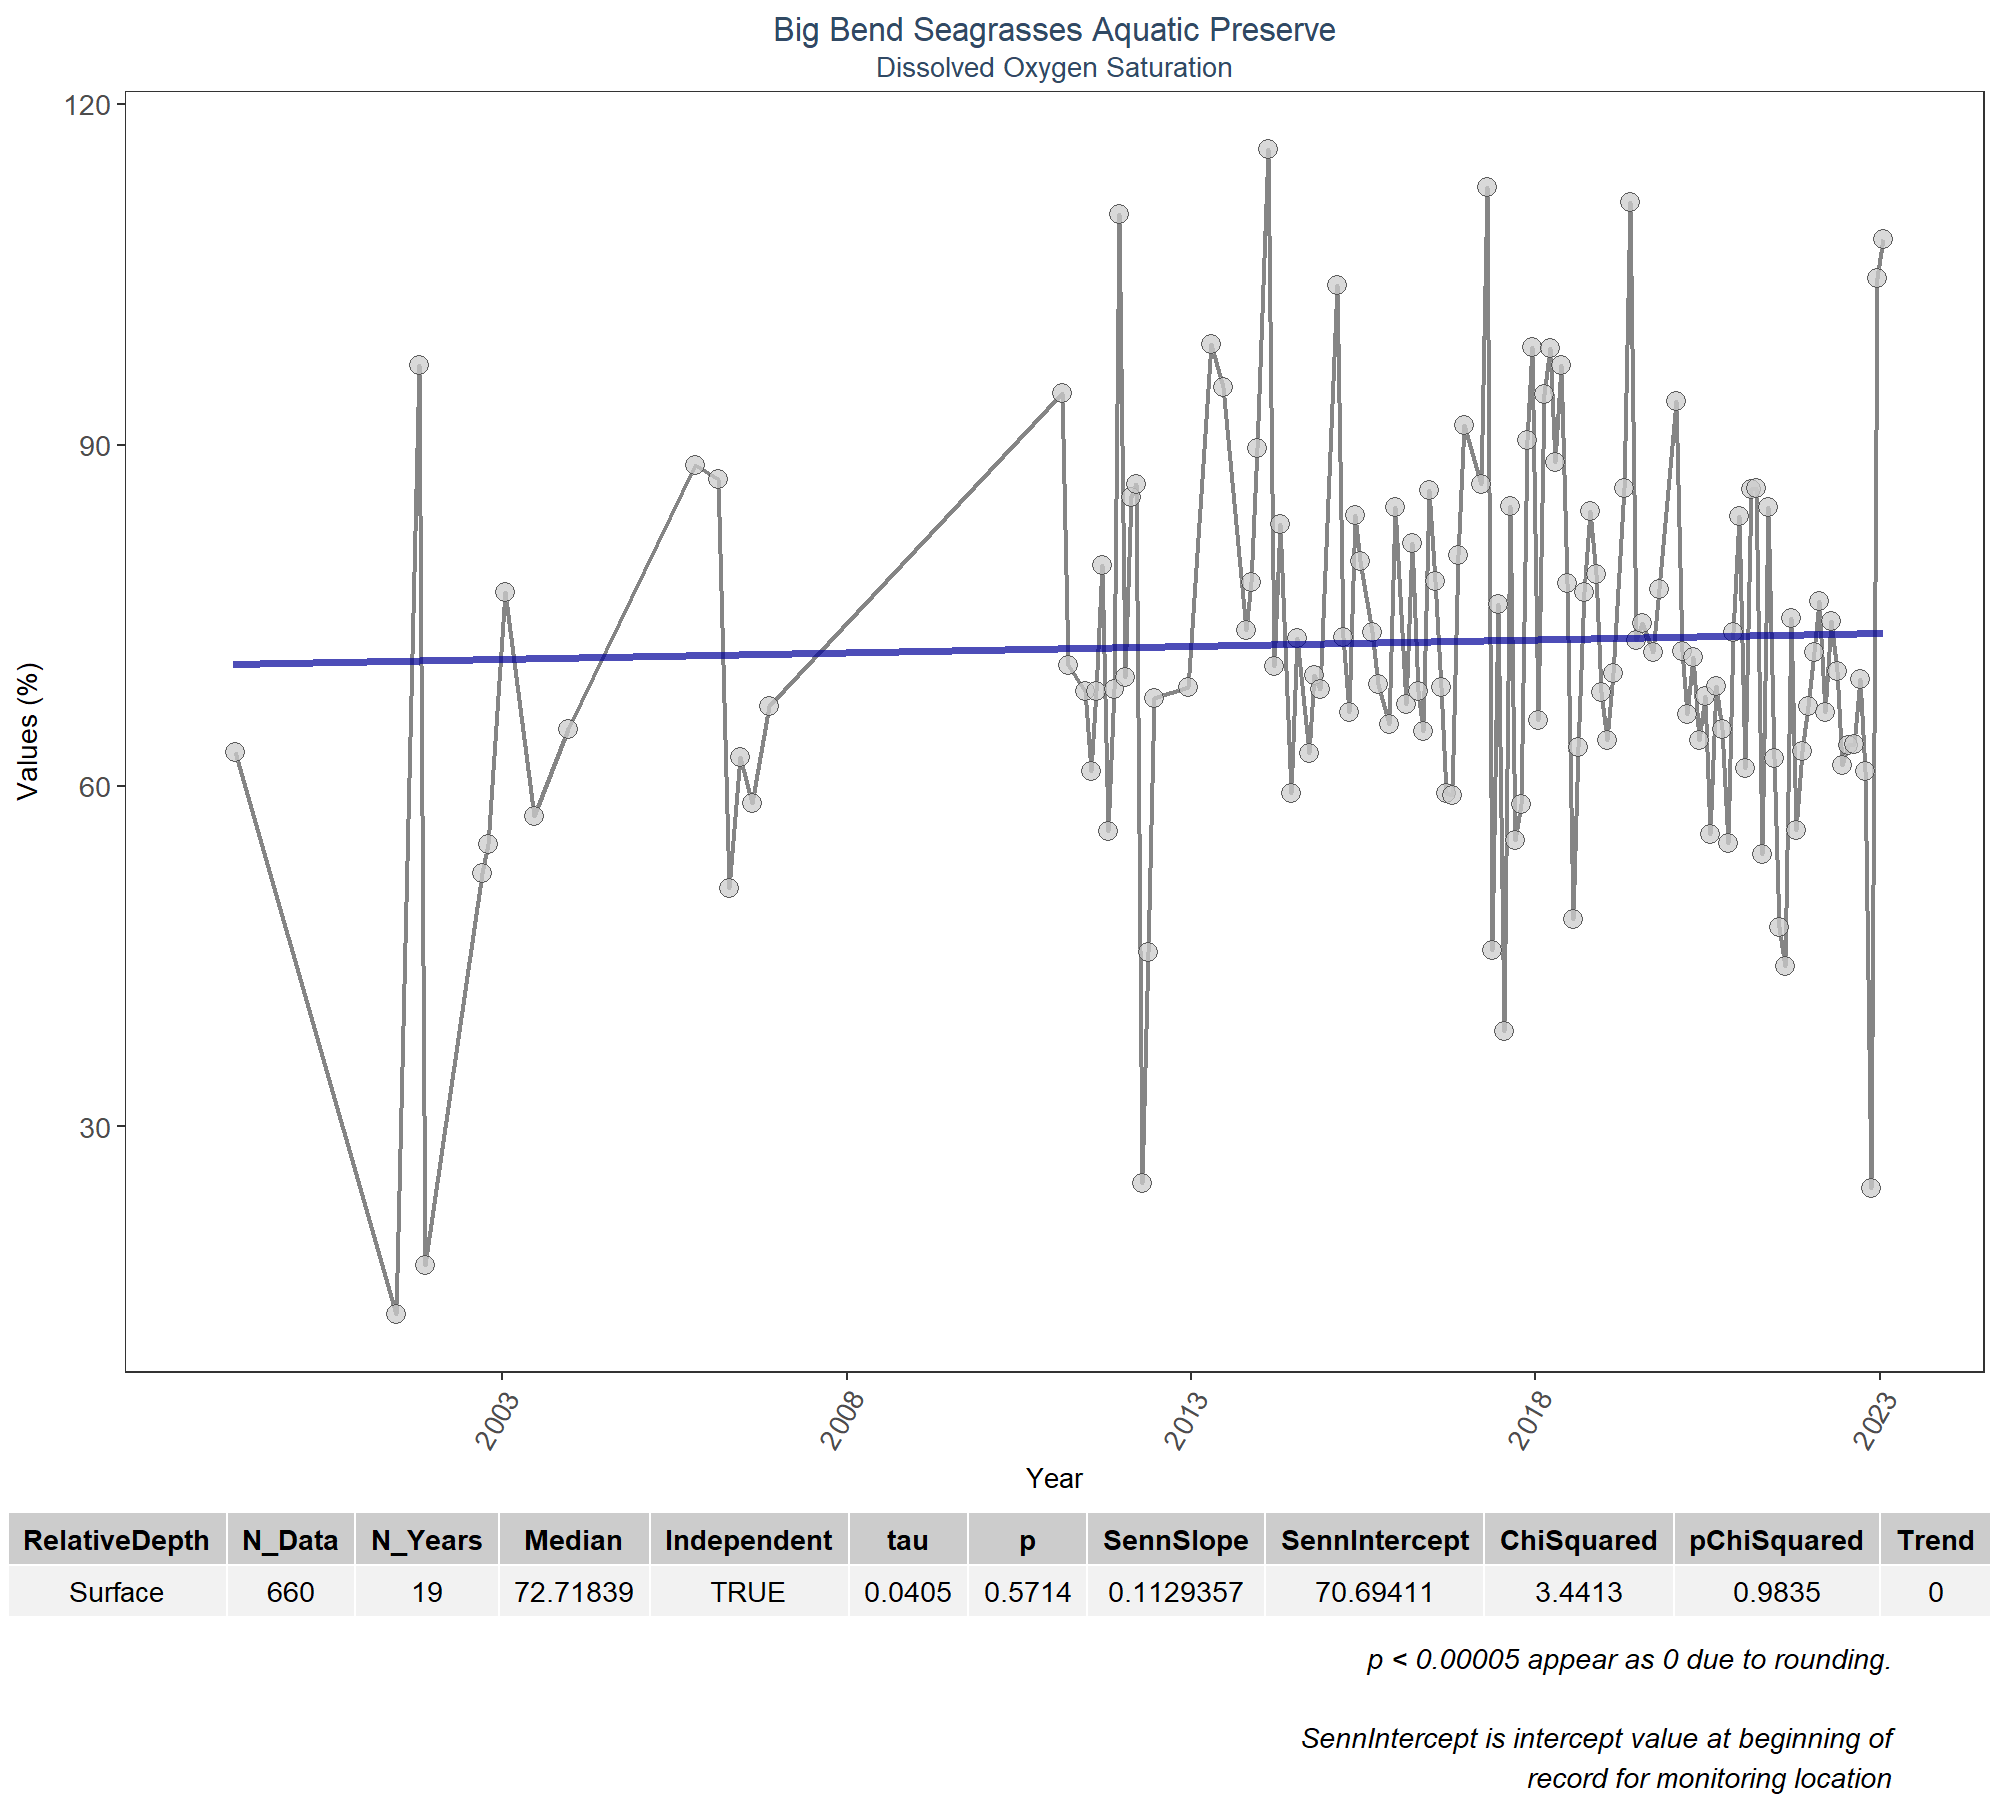 Big Bend Seagrasses Aquatic Preserve
Dissolved Oxygen Saturation
120
90
60
30
Values (%)
2003
2008
2013
2018
2023
Year
RelativeDepth N_Data N_Years Median Independent tau p SennSlope SennIntercept ChiSquared pChiSquared Trend
Surface 660 19 72.71839 TRUE 0.0405 0.5714 0.1129357 70.69411 3.4413 0.9835 0
p < 0.00005 appear as 0 due to rounding.
SennIntercept is intercept value at beginning of
record for monitoring location